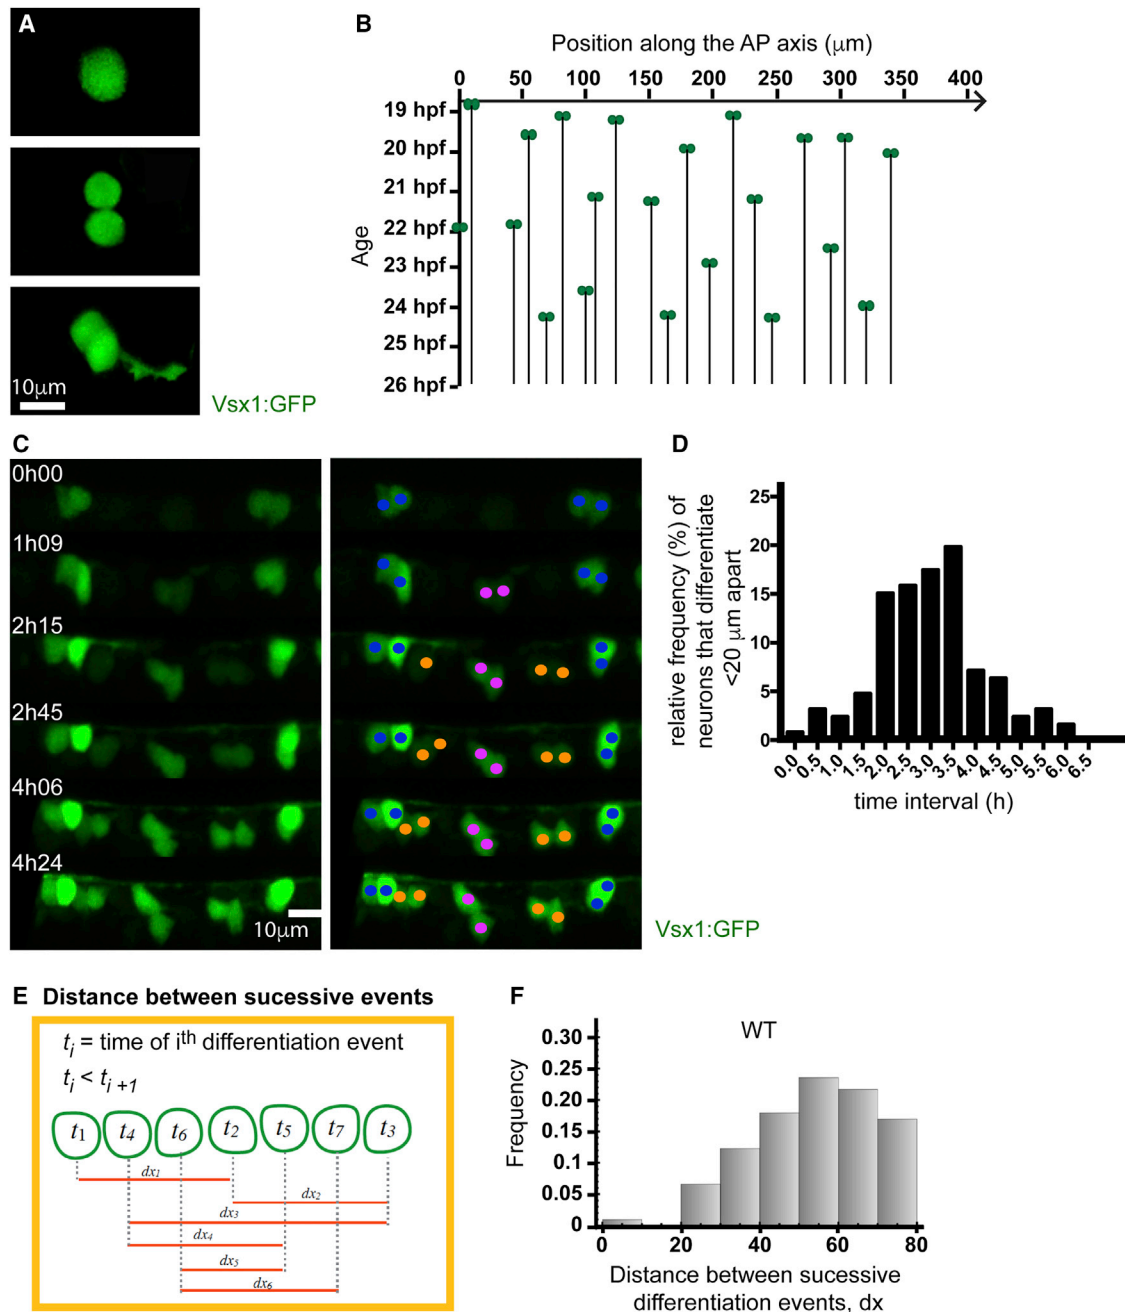 A
10μm
Vsx1:GFP
B
Position along the AP axis (μm)
0 50 100 150 200 250 300 350 400
Age
19 hpf
20 hpf
21 hpf
22 hpf
23 hpf
24 hpf
25 hpf
26 hpf
C
0h00
1h09
2h15
2h45
4h06
4h24
10μm
Vsx1:GFP
D
relative frequency (%) of
neurons that differentiate
<20 μm apart
25
20
15
10
5
0
0.0 0.5 1.0 1.5 2.0 2.5 3.0 3.5 4.0 4.5 5.0 5.5 6.0 6.5
time interval (h)
E Distance between sucessive events
ti = time of ith differentiation event
ti < ti +1
t1 t4 t6 t2 t5 t7 t3
dx1
dx2
dx3
dx4
dx5
dx6
F
WT
Frequency
0.30
0.25
0.20
0.15
0.1
0.05
0
0 20 40 60 80
Distance between sucessive
differentiation events, dx